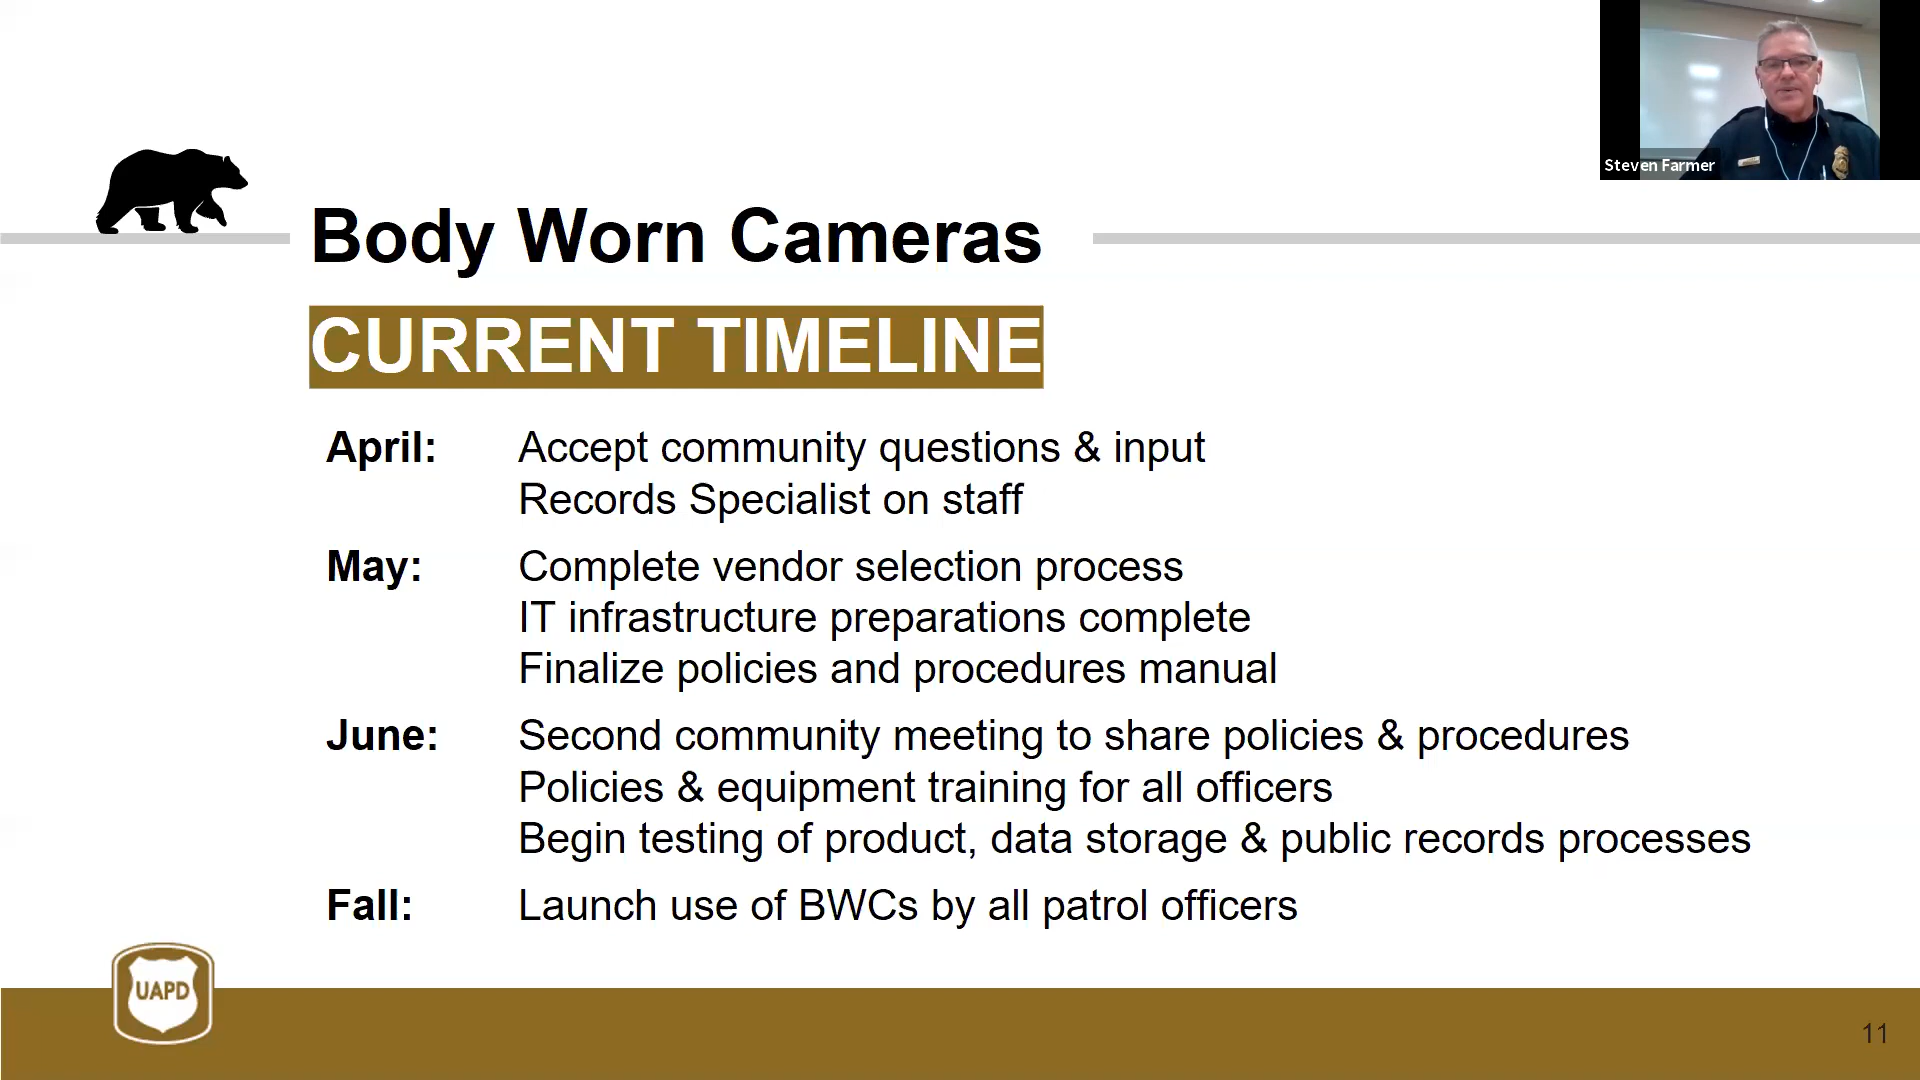 Steven Farmer
Body Worn Cameras
CURRENT TIMELINE
April: Accept community questions & input
Records Specialist on staff
May: Complete vendor selection process
IT infrastructure preparations complete
Finalize policies and procedures manual
June: Second community meeting to share policies & procedures
Policies & equipment training for all officers
Begin testing of product, data storage & public records processes
Fall: Launch use of BWCs by all patrol officers
UAPD
11